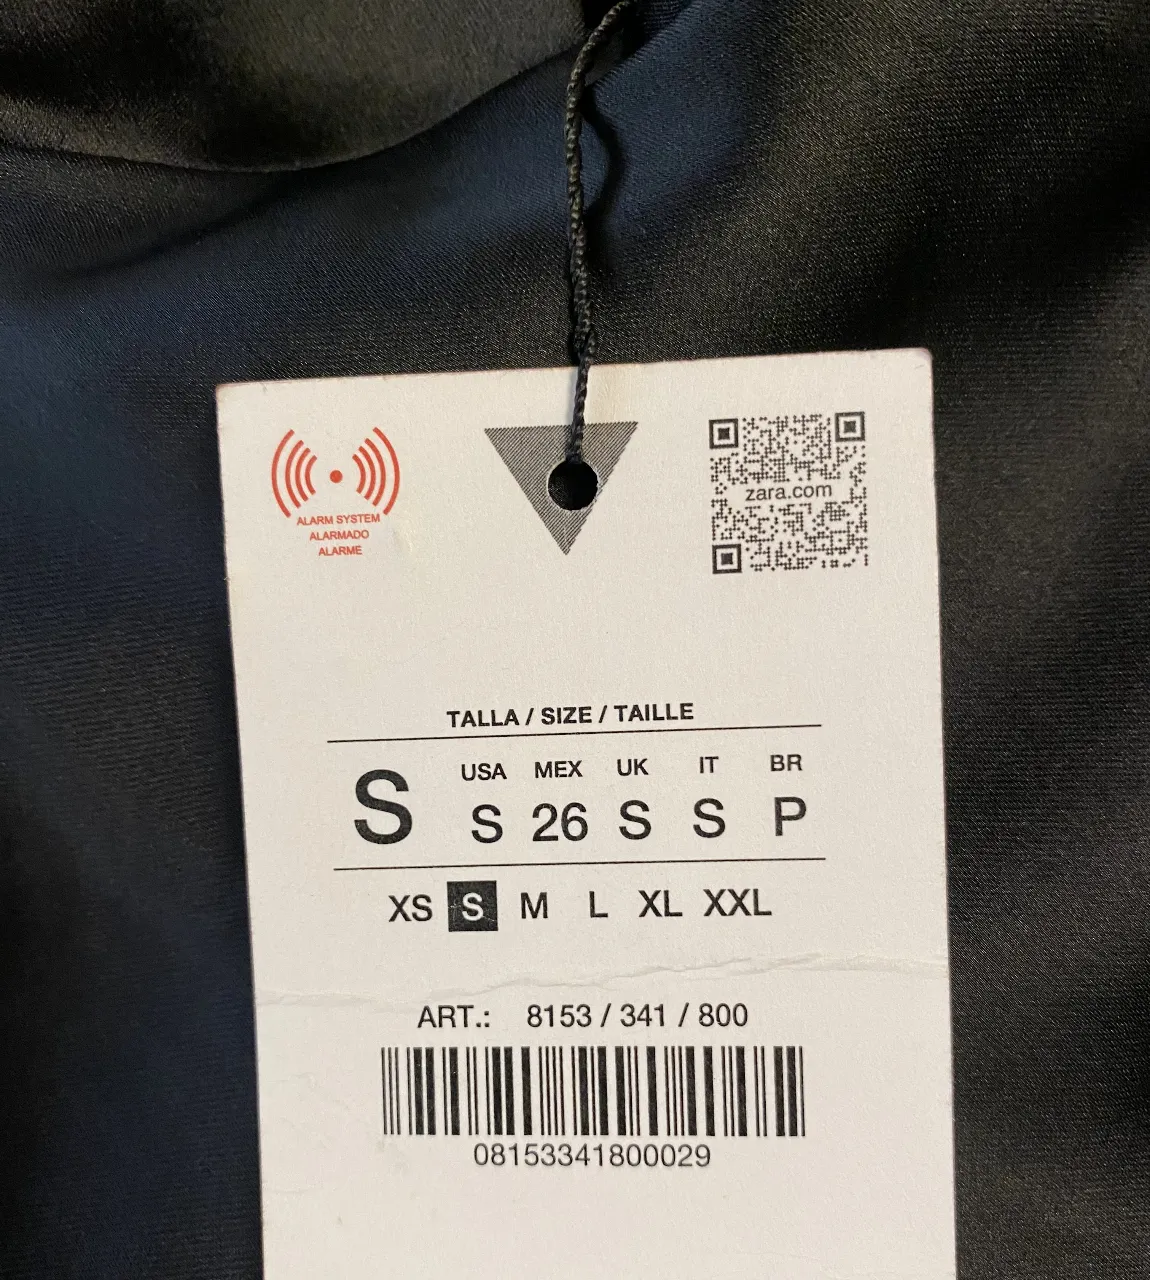 ALARM SYSTEM
ALARMADO
ALARME
zara.com
TALLA / SIZE / TAILLE
S
USA MEX UK IT BR
S 26 S S P
XS S M L XL XXL
ART.: 8153 / 341 / 800
08153341800029